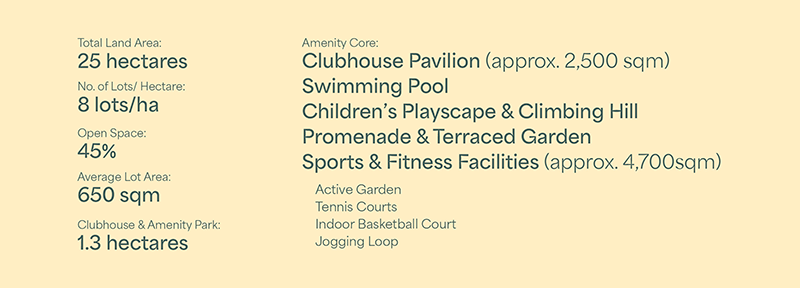 Total Land Area:
25 hectares
No. of Lots/ Hectare:
8 lots/ha
Open Space:
45%
Average Lot Area:
650 sqm
Clubhouse & Amenity Park:
1.3 hectares
Amenity Core:
Clubhouse Pavilion (approx. 2,500 sqm)
Swimming Pool
Children’s Playscape & Climbing Hill
Promenade & Terraced Garden
Sports & Fitness Facilities (approx. 4,700sqm)
Active Garden
Tennis Courts
Indoor Basketball Court
Jogging Loop